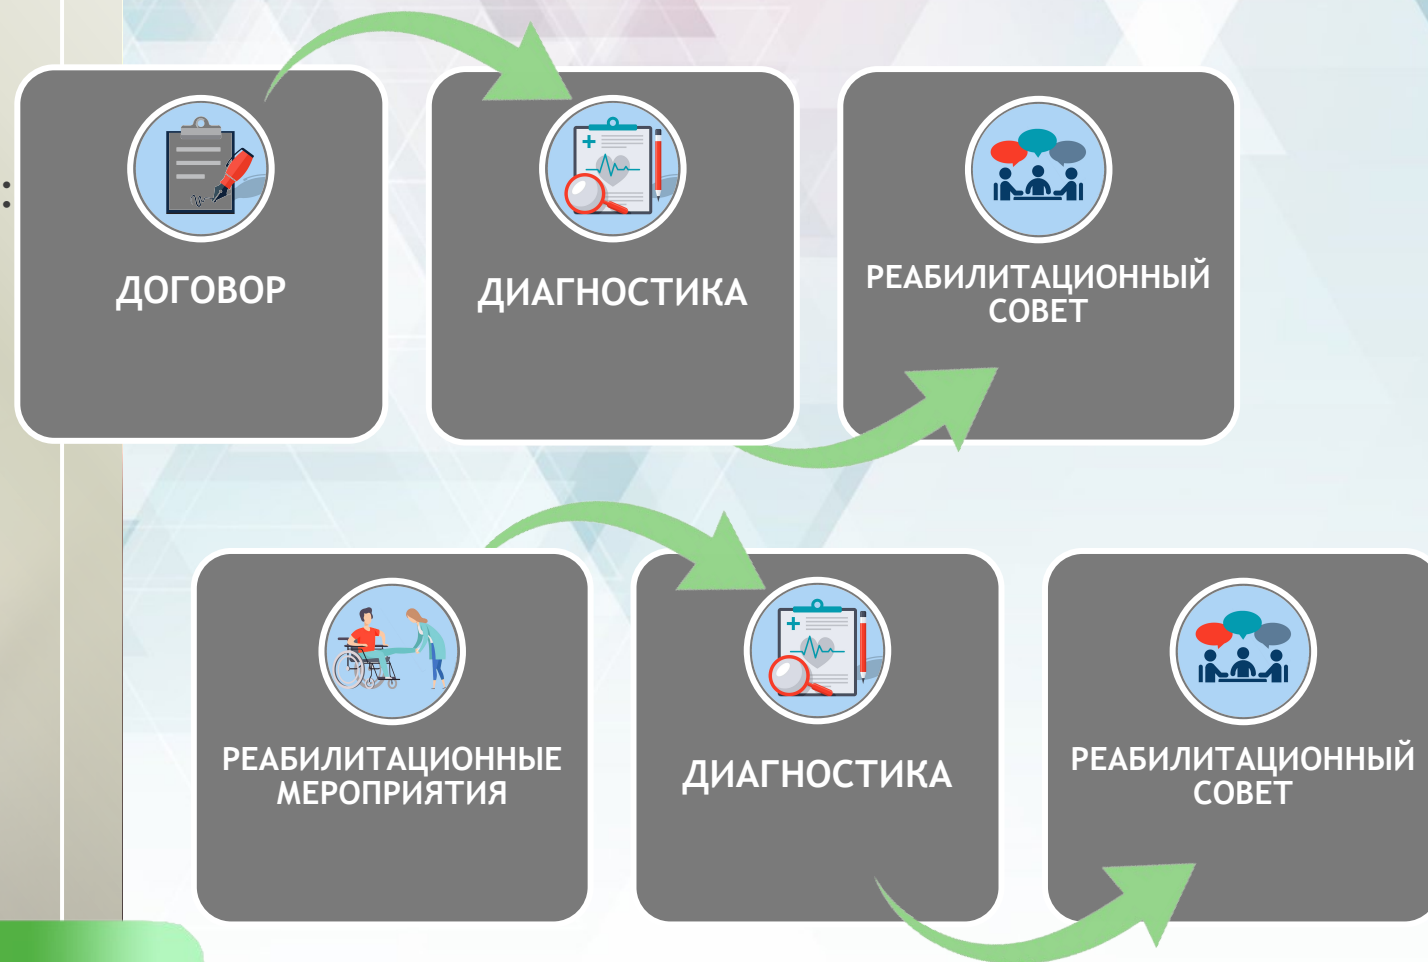 :
ДОГОВОР
ДИАГНОСТИКА
РЕАБИЛИТАЦИОННЫЙ
СОВЕТ
РЕАБИЛИТАЦИОННЫЕ
МЕРОПРИЯТИЯ
ДИАГНОСТИКА
РЕАБИЛИТАЦИОННЫЙ
СОВЕТ